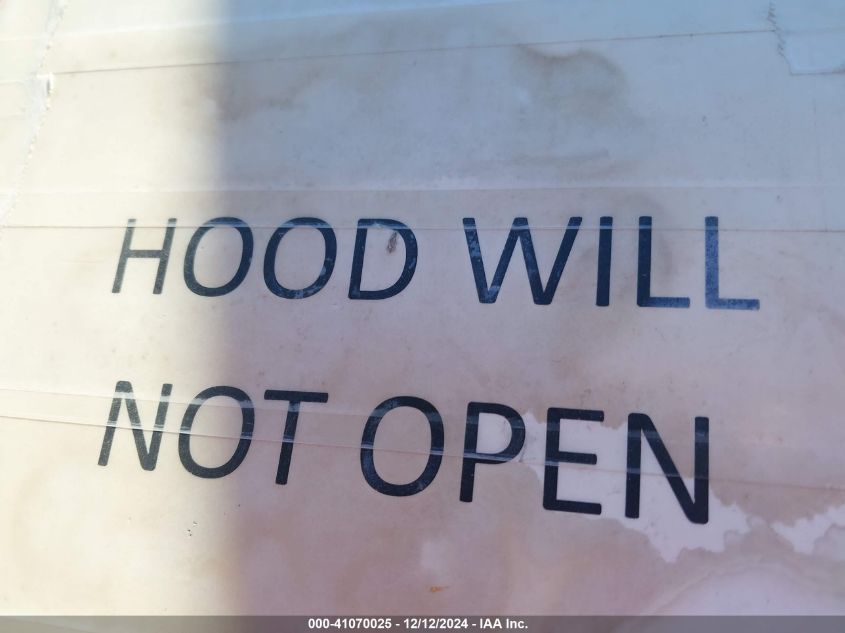 HOOD WILL
NOT OPEN
000-41070025 - 12/12/2024 - IAA Inc.